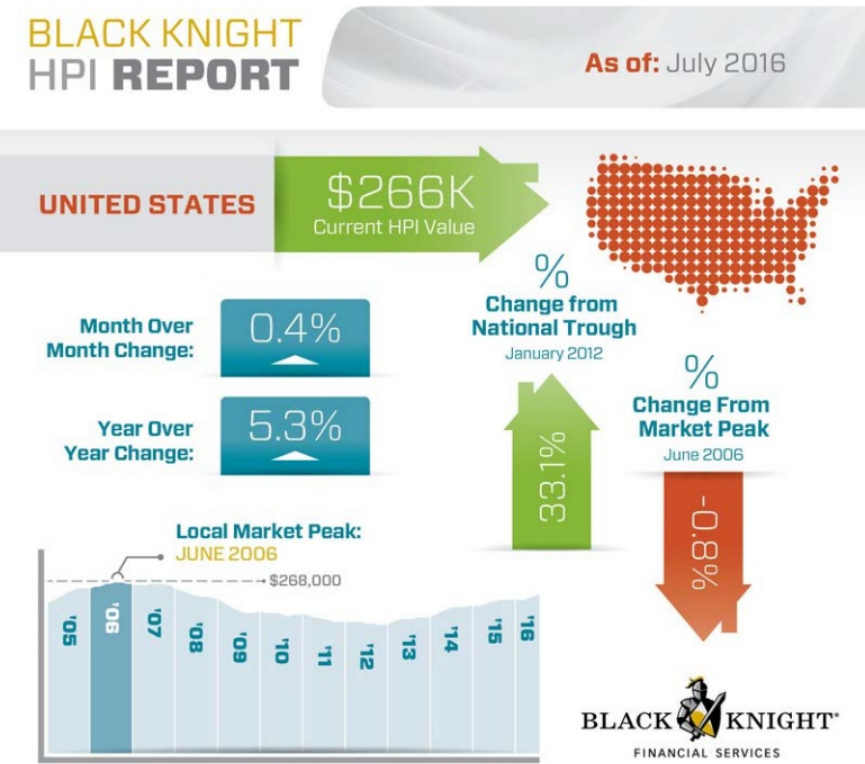 BLACK KNIGHT
HPI REPORT
As of: July 2016
UNITED STATES
$266K
Current HPI Value
Month Over
Month Change:
0.4%
Year Over
Year Change:
5.3%
%
Change from
National Trough
January 2012
33.1%
%
Change From
Market Peak
June 2006
-0.8%
Local Market Peak:
JUNE 2006
$268,000
'05
'06
'07
'08
'09
'10
'11
'12
'13
'14
'15
'16
BLACK KNIGHT
FINANCIAL SERVICES